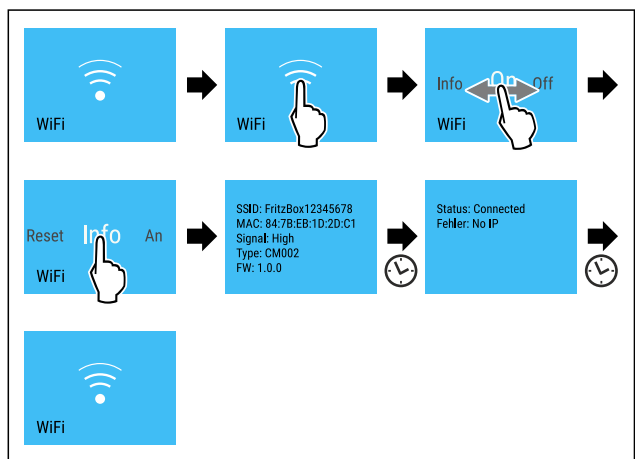 WiFi
WiFi
Info On Off
WiFi
Reset Info An
WiFi
SSID: FritzBox12345678
MAC: 84:7B:EB:1D:2D:C1
Signal: High
Type: CM002
FW: 1.0.0
Status: Connected
Fehler: No IP
WiFi